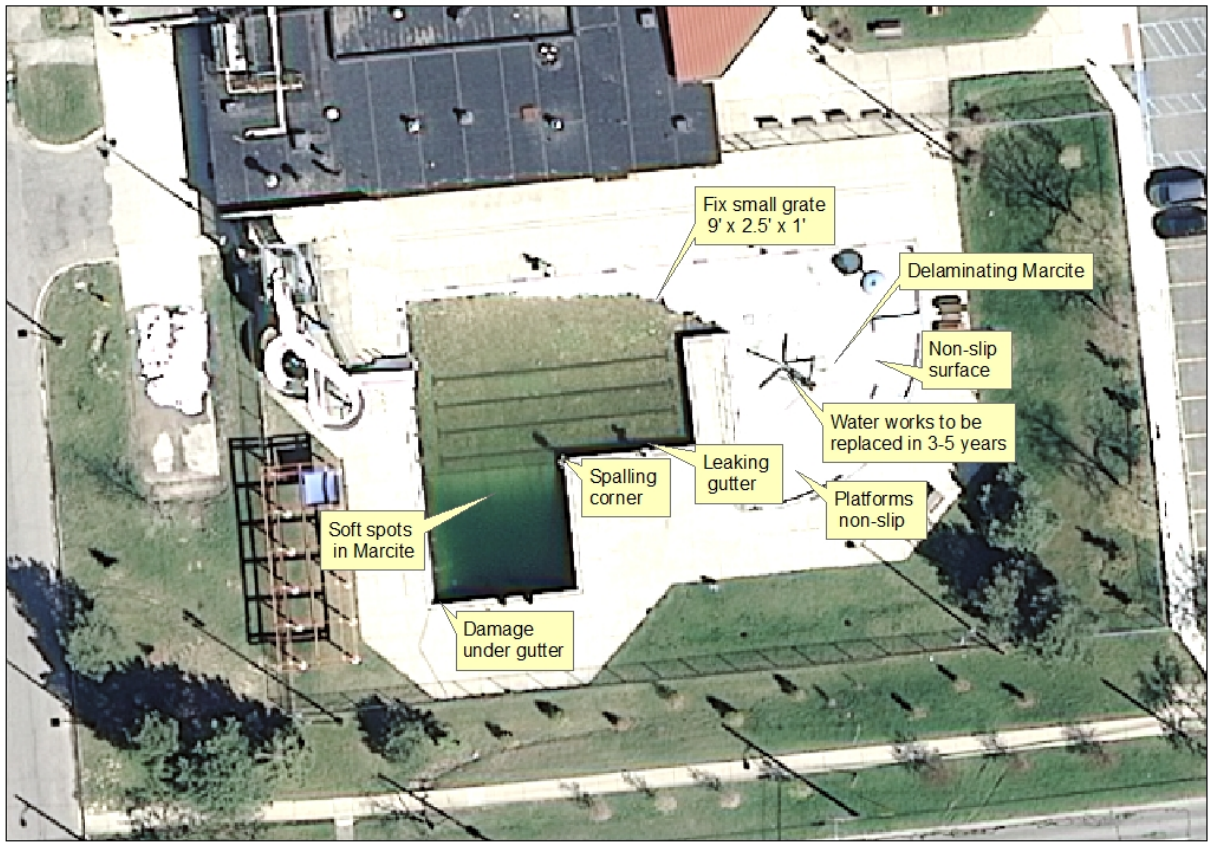 Fix small grate
9' x 2.5' x 1'
Delaminating Marcite
Non-slip
surface
Water works to be
replaced in 3-5 years
Leaking
gutter
Spalling
corner
Platforms
non-slip
Soft spots
in Marcite
Damage
under gutter